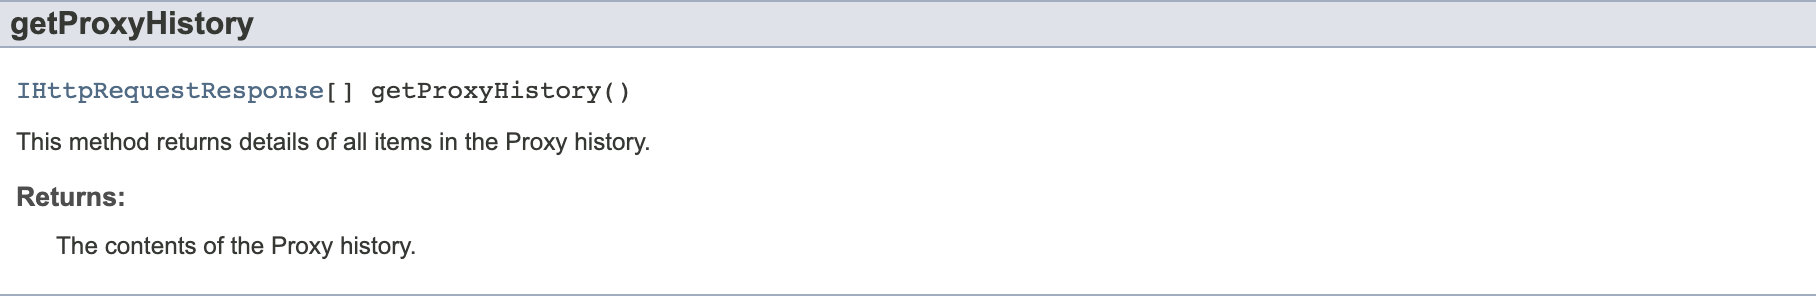 getProxyHistory
IHttpRequestResponse[] getProxyHistory()
This method returns details of all items in the Proxy history.
Returns:
The contents of the Proxy history.